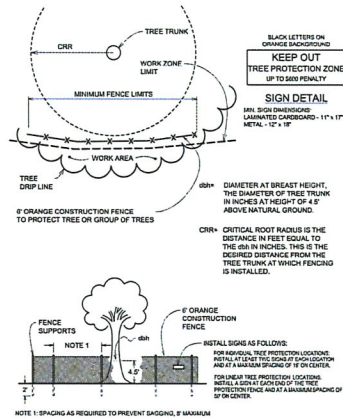 CRR
TREE TRUNK
WORK ZONE
LIMIT
MINIMUM FENCE LIMITS
WORK AREA
TREE
DRIP LINE
6' ORANGE CONSTRUCTION FENCE
TO PROTECT TREE OR GROUP OF TREES
BLACK LETTERS ON
ORANGE BACKGROUND
KEEP OUT
TREE PROTECTION ZONE
UP TO $600 PENALTY
SIGN DETAIL
MIN. SIGN DIMENSIONS:
LAMINATED CARDBOARD - 11" x 17"
METAL - 12" x 18"
dbh= DIAMETER AT BREAST HEIGHT,
THE DIAMETER OF TREE TRUNK
IN INCHES AT HEIGHT OF 4.5'
ABOVE NATURAL GROUND.
CRR= CRITICAL ROOT RADIUS IS THE
DISTANCE IN FEET EQUAL TO
THE dbh IN INCHES. THIS IS THE
DESIRED DISTANCE FROM THE
TREE TRUNK AT WHICH FENCING
IS INSTALLED.
FENCE
SUPPORTS
NOTE 1
dbh
4.5'
2'
6' ORANGE
CONSTRUCTION
FENCE
INSTALL SIGNS AS FOLLOWS:
FOR INDIVIDUAL TREE PROTECTION LOCATIONS:
INSTALL AT LEAST TWO SIGNS AT EACH LOCATION
AND AT A MAXIMUM SPACING OF 16' ON CENTER.
FOR LINEAR TREE PROTECTION LOCATIONS:
INSTALL A SIGN AT EACH END OF THE TREE
PROTECTION FENCE AND AT A MAXIMUM SPACING OF
50' ON CENTER.
NOTE 1: SPACING AS REQUIRED TO PREVENT SAGGING, 8' MAXIMUM